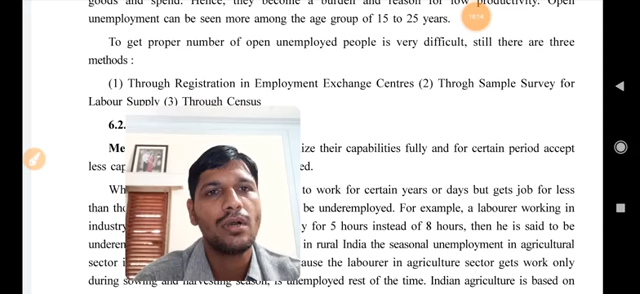 goods and spend. Hence, they become a burden and reason for low productivity. Open
unemployment can be seen more among the age group of 15 to 25 years.
18:14
To get proper number of open unemployed people is very difficult, still there are three
methods :
(1) Through Registration in Employment Exchange Centres (2) Throgh Sample Survey for
Labour Supply (3) Through Census
6.2.
Me ize their capabilities fully and for certain period accept
less cap ed.
Wh to work for certain years or days but gets job for less
than tho be underemployed. For example, a labourer working in
industry y for 5 hours instead of 8 hours, then he is said to be
underem in rural India the seasonal unemployment in agricultural
sector i ause the labourer in agriculture sector gets work only
during sowing and harvesting season, is unemployed rest of the time. Indian agriculture is based on